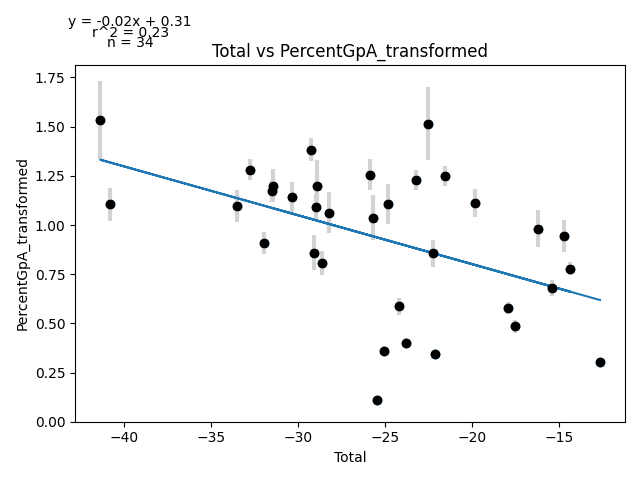 y = -0.02x + 0.31
r^2 = 0.23
n = 34
Total vs PercentGpA_transformed
1.75
1.50
1.25
1.00
0.75
0.50
0.25
0.00
PercentGpA_transformed
−40
−35
−30
−25
−20
−15
Total